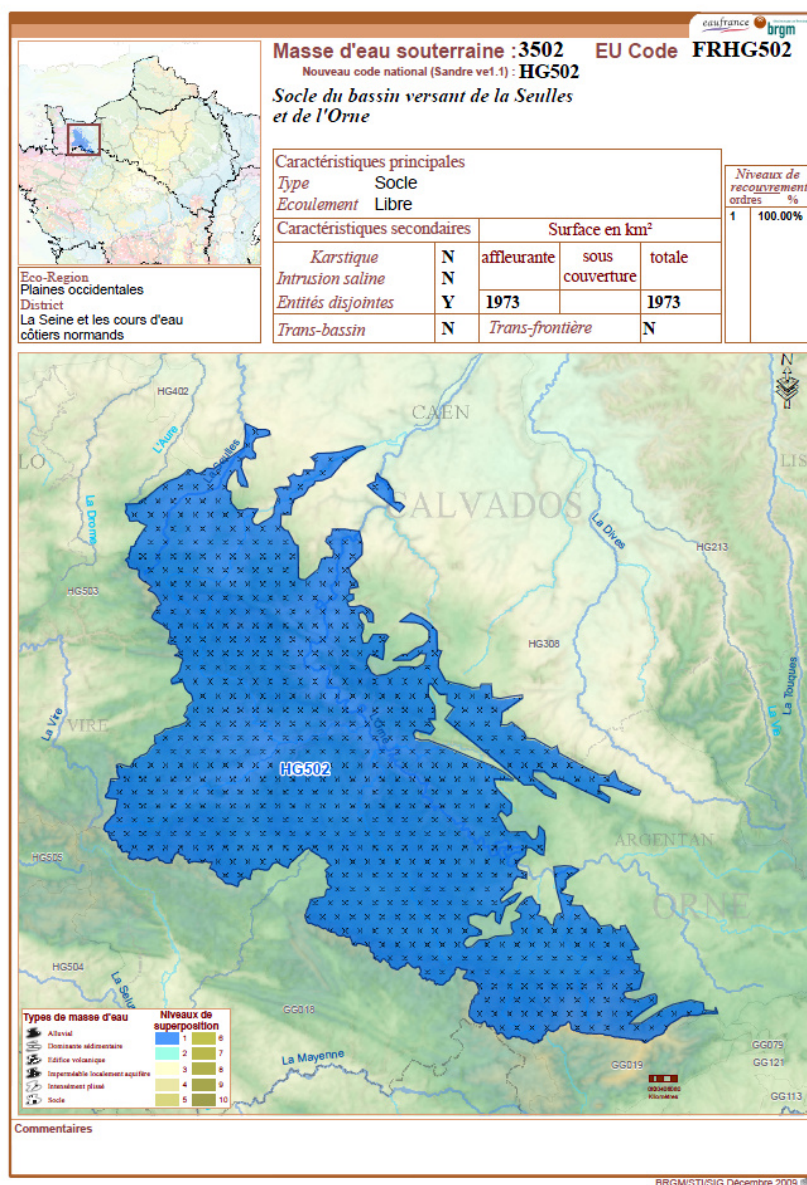 eaufrance
brgm
Masse d'eau souterraine : 3502 EU Code FRHG502
Nouveau code national (Sandre ve1.1) : HG502
Socle du bassin versant de la Seulles
et de l'Orne
Caractéristiques principales
Type Socle
Ecoulement Libre
Caractéristiques secondaires Surface en km²
Karstique N affleurante sous couverture totale
Intrusion saline N
Entités disjointes Y 1973 1973
Trans-bassin N Trans-frontière N
Niveaux de
recouvrement
ordres %
1 100.00%
Eco-Region
Plaines occidentales
District
La Seine et les cours d'eau
côtiers normands
N
HG402
CAEN
L'Aure
La Seulles
LO
LIS
CALVADOS
La Drome
La Dives
HG213
HG503
HG308
La Touques
La Vire
VIRE
L'Orne
La Vie
HG502
ARGENTAN
HG505
ORNE
HG504
La Selu
GG018
La Mayenne
GG019
GG079
GG121
GG113
Kilomètres
Types de masse d'eau
Alluvial
Dominante sédimentaire
Edifice volcanique
Imperméable localement aquifère
Intensément plissé
Socle
Niveaux de
superposition
1 6
2 7
3 8
4 9
5 10
Commentaires
BRGM/STI/SIG Décembre 2009 ®